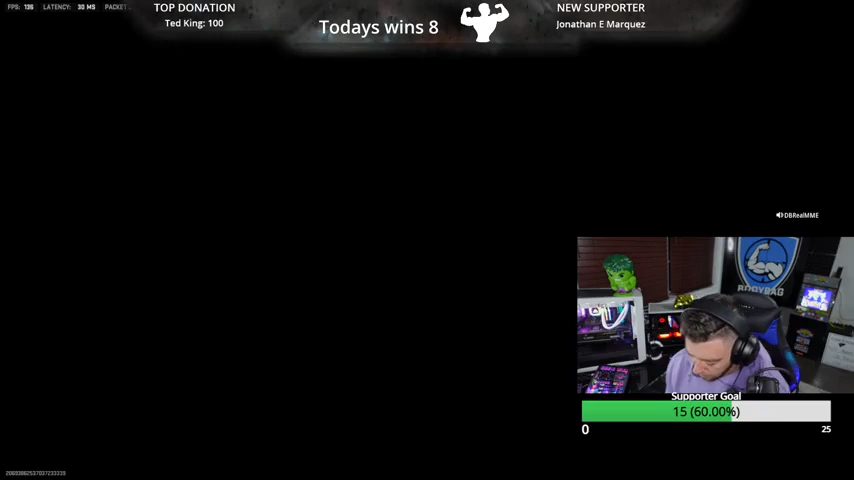 FPS: 136 LATENCY: 30 MS PACKET
TOP DONATION
Ted King: 100
Todays wins 8
NEW SUPPORTER
Jonathan E Marquez
DBRealMME
BODYBAG
Supporter Goal
15 (60.00%)
0
25